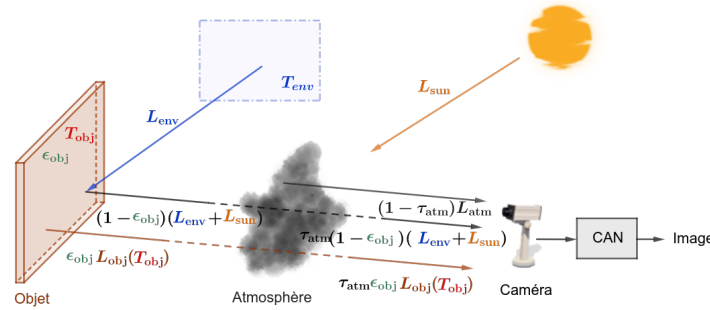 T_env
L_sun
L_env
T_obj
ϵ_obj
(1 − τ_atm)L_atm
(1 − ϵ_obj)(L_env+L_sun)
τ_atm(1 − ϵ_obj)( L_env+L_sun)
CAN
Image
ϵ_obj L_obj(T_obj)
τ_atm ϵ_obj L_obj(T_obj)
Objet
Atmosphère
Caméra